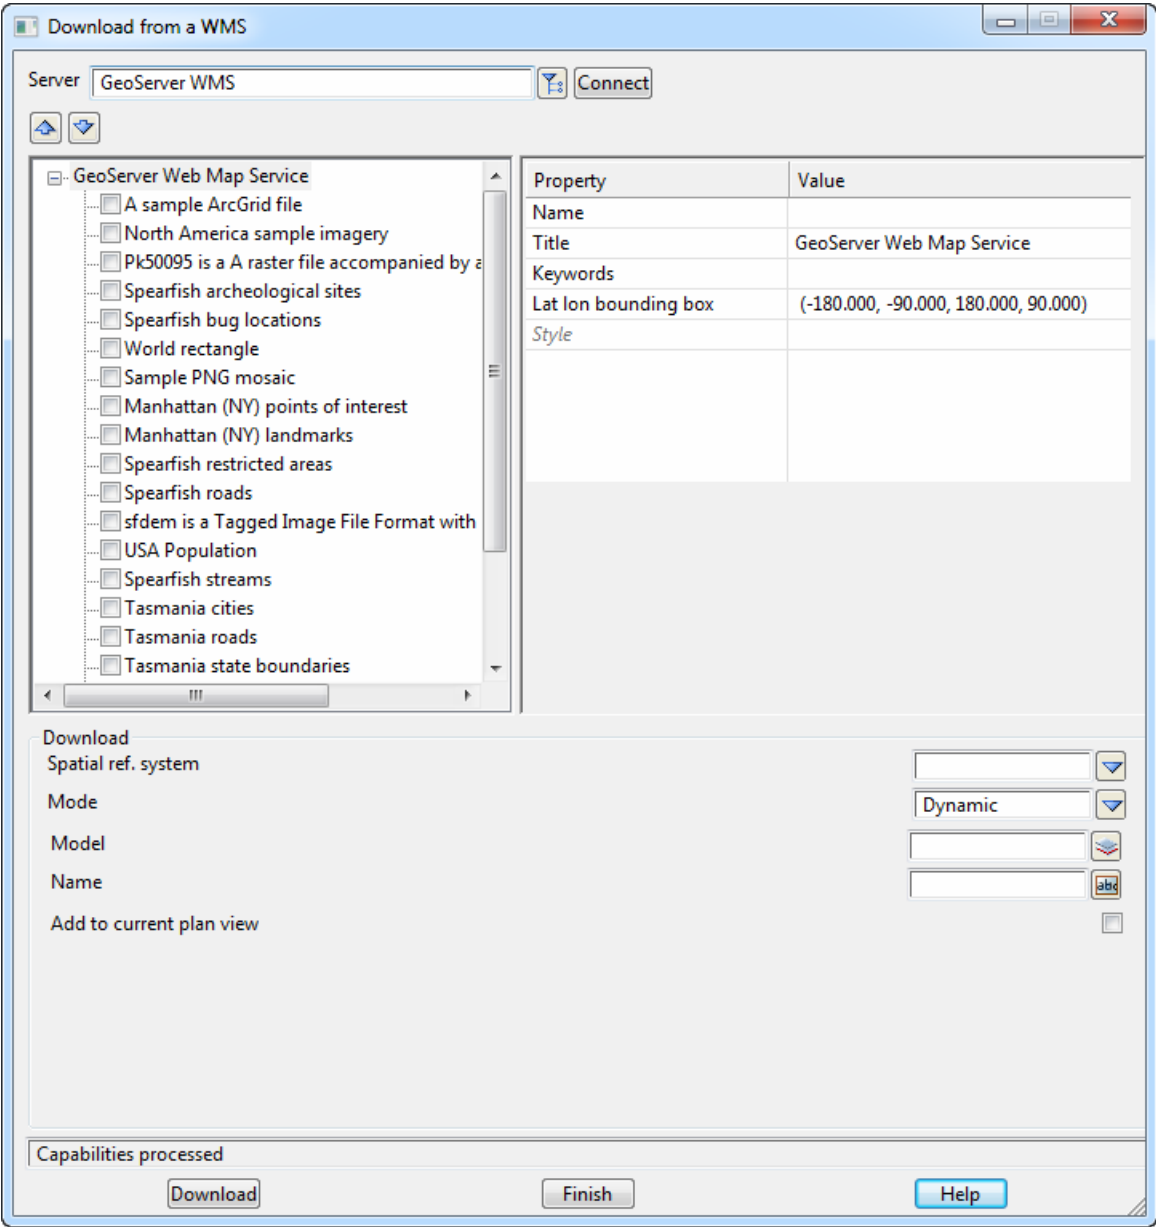 Download from a WMS
Server GeoServer WMS Connect
GeoServer Web Map Service
A sample ArcGrid file
North America sample imagery
Pk50095 is a A raster file accompanied by a
Spearfish archeological sites
Spearfish bug locations
World rectangle
Sample PNG mosaic
Manhattan (NY) points of interest
Manhattan (NY) landmarks
Spearfish restricted areas
Spearfish roads
sfdem is a Tagged Image File Format with
USA Population
Spearfish streams
Tasmania cities
Tasmania roads
Tasmania state boundaries
Property Value
Name
Title GeoServer Web Map Service
Keywords
Lat lon bounding box (-180.000, -90.000, 180.000, 90.000)
Style
Download
Spatial ref. system
Mode Dynamic
Model
Name abc
Add to current plan view
Capabilities processed
Download Finish Help